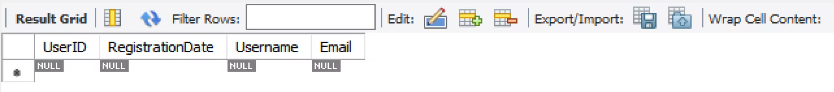 Result Grid Filter Rows: Edit: Export/Import: Wrap Cell Content:
UserID RegistrationDate Username Email
NULL NULL NULL NULL